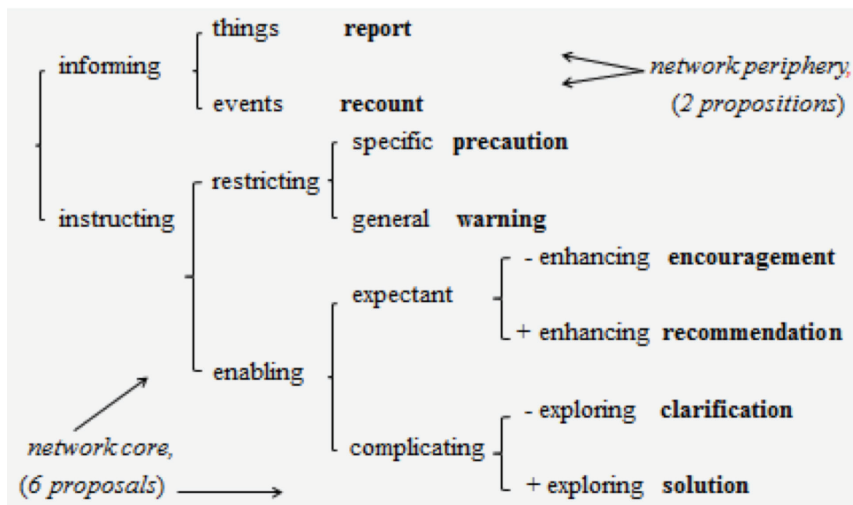 things report
informing
network periphery,
(2 propositions)
events recount
specific precaution
restricting
instructing
general warning
- enhancing encouragement
expectant
+ enhancing recommendation
enabling
- exploring clarification
network core,
complicating
(6 proposals)
+ exploring solution